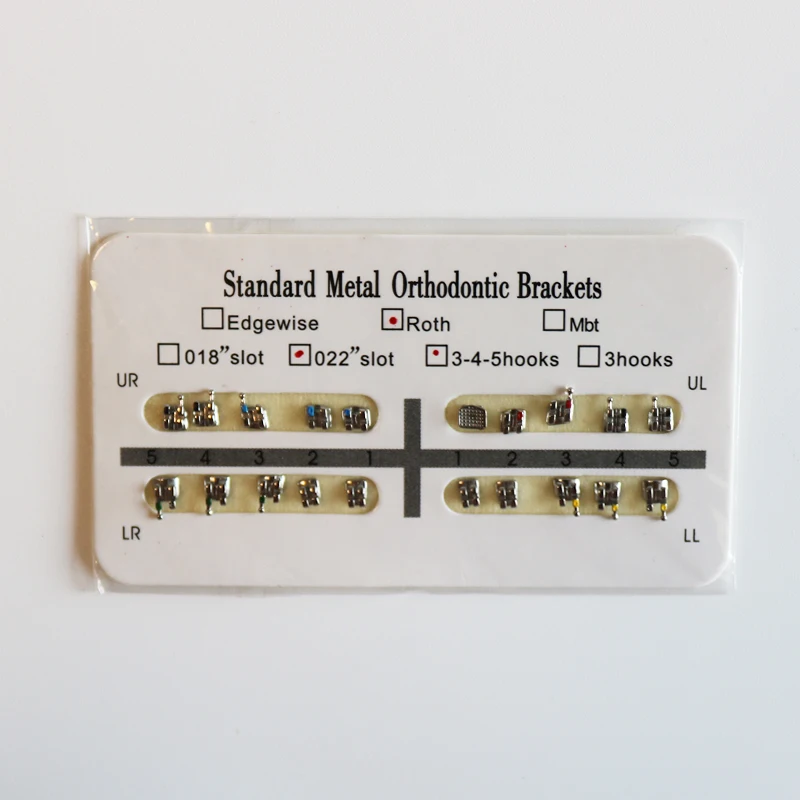 Standard Metal Orthodontic Brackets
Edgewise Roth Mbt
018”slot 022”slot 3-4-5hooks 3hooks
UR UL
5 4 3 2 1 1 2 3 4 5
LR LL